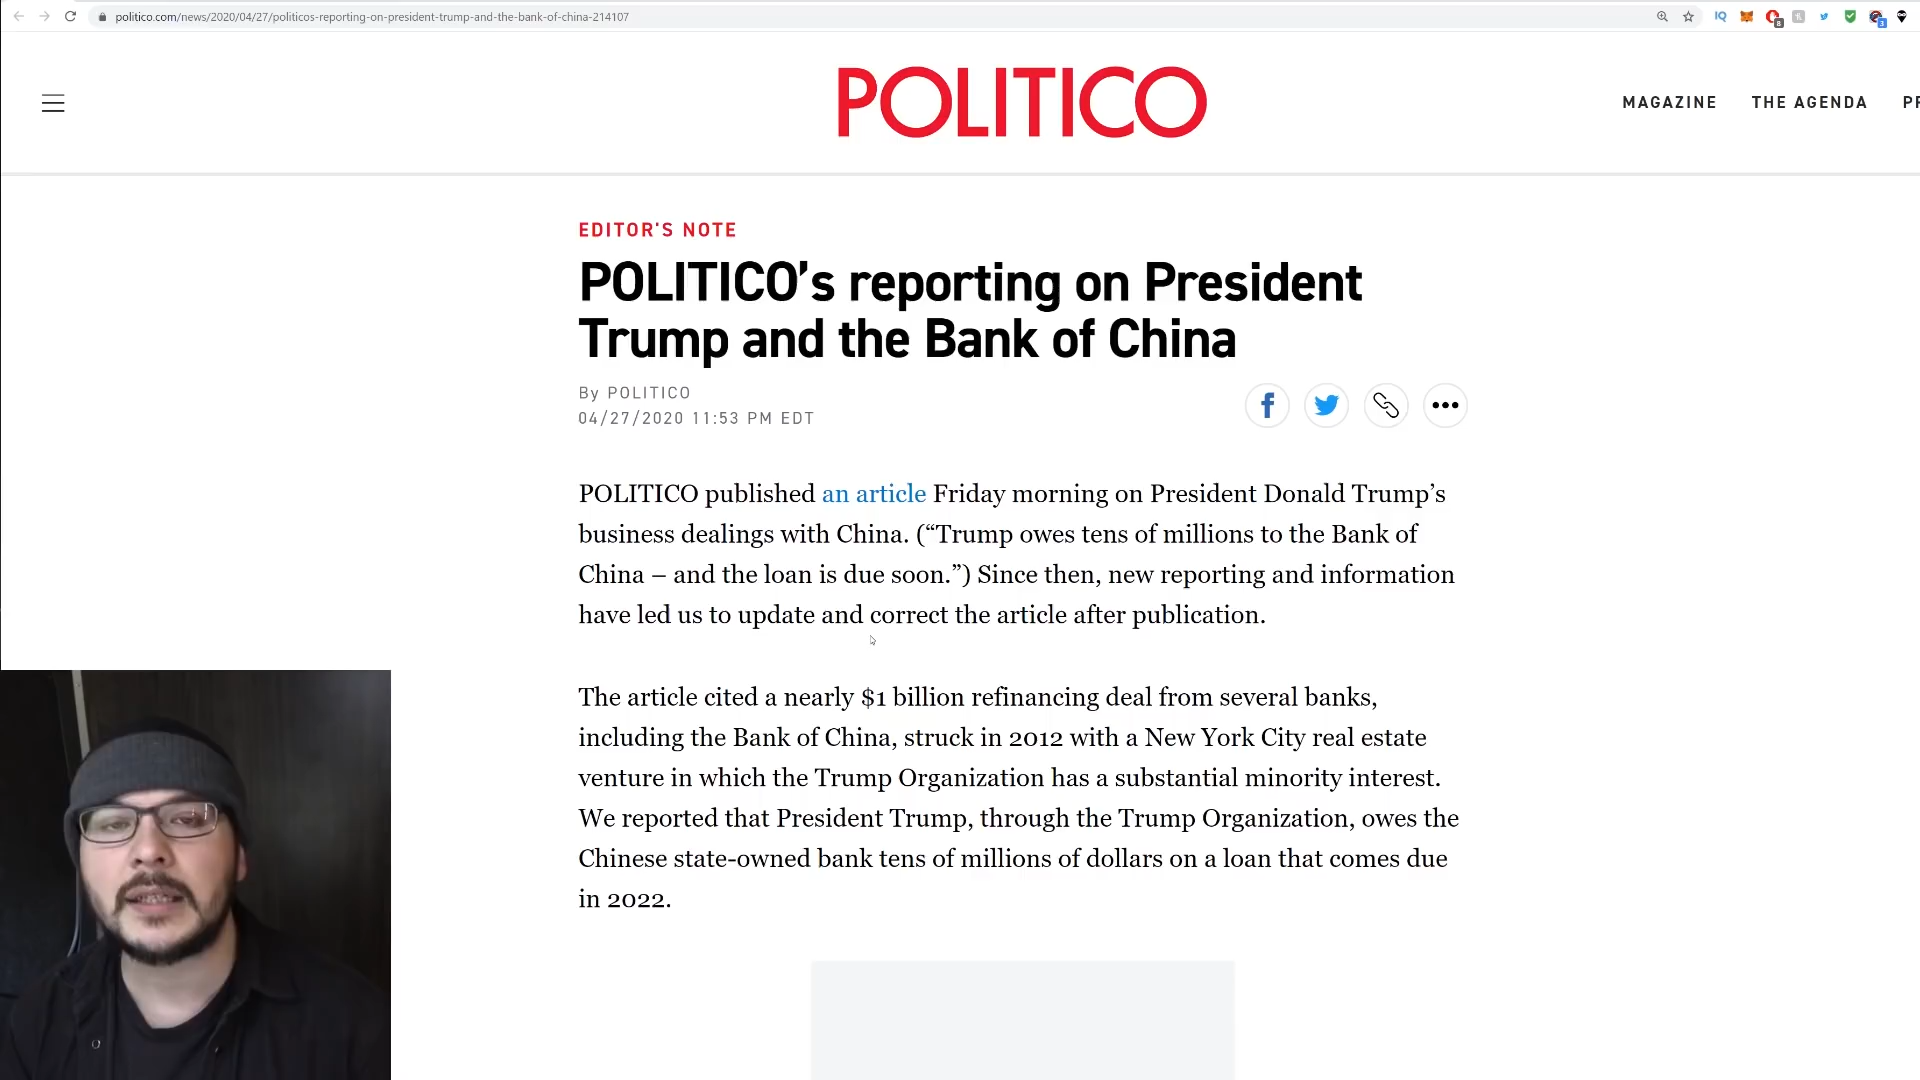 politico.com/news/2020/04/27/politicos-reporting-on-president-trump-and-the-bank-of-china-214107
IQ
8
3
POLITICO
MAGAZINE THE AGENDA PR
EDITOR'S NOTE
POLITICO’s reporting on President
Trump and the Bank of China
By POLITICO
04/27/2020 11:53 PM EDT
POLITICO published an article Friday morning on President Donald Trump’s
business dealings with China. (“Trump owes tens of millions to the Bank of
China – and the loan is due soon.”) Since then, new reporting and information
have led us to update and correct the article after publication.
The article cited a nearly $1 billion refinancing deal from several banks,
including the Bank of China, struck in 2012 with a New York City real estate
venture in which the Trump Organization has a substantial minority interest.
We reported that President Trump, through the Trump Organization, owes the
Chinese state-owned bank tens of millions of dollars on a loan that comes due
in 2022.